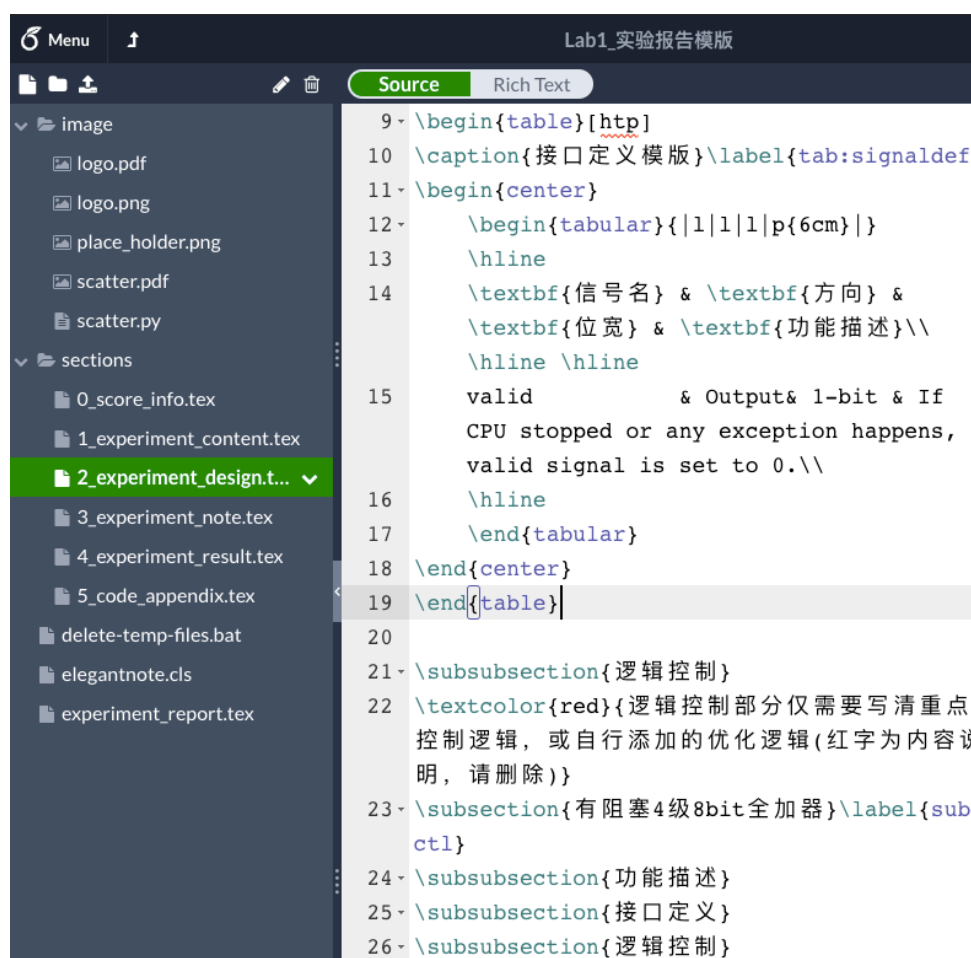 Menu
Lab1_实验报告模版
Source Rich Text
image
logo.pdf
logo.png
place_holder.png
scatter.pdf
scatter.py
sections
0_score_info.tex
1_experiment_content.tex
2_experiment_design.t...
3_experiment_note.tex
4_experiment_result.tex
5_code_appendix.tex
delete-temp-files.bat
elegantnote.cls
experiment_report.tex
9 \begin{table}[htp]
10 \caption{接口定义模版}\label{tab:signaldef
11 \begin{center}
12 \begin{tabular}{|l|l|l|p{6cm}|}
13 \hline
14 \textbf{信号名} & \textbf{方向} &
\textbf{位宽} & \textbf{功能描述}\\
\hline \hline
15 valid & Output& 1-bit & If
CPU stopped or any exception happens,
valid signal is set to 0.\\
16 \hline
17 \end{tabular}
18 \end{center}
19 \end{table}
20
21 \subsubsection{逻辑控制}
22 \textcolor{red}{逻辑控制部分仅需要写清重点
控制逻辑，或自行添加的优化逻辑(红字为内容说
明，请删除)}
23 \subsection{有阻塞4级8bit全加器}\label{sub
ctl}
24 \subsubsection{功能描述}
25 \subsubsection{接口定义}
26 \subsubsection{逻辑控制}